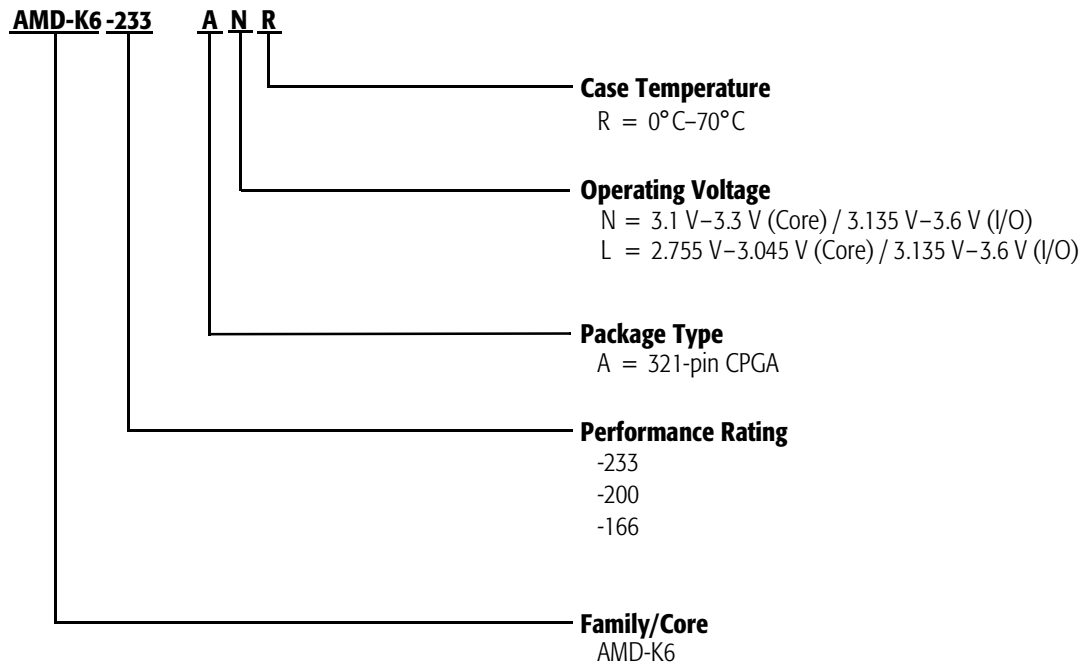 AMD-K6 -233 A N R
Case Temperature
R = 0°C–70°C
Operating Voltage
N = 3.1 V–3.3 V (Core) / 3.135 V–3.6 V (I/O)
L = 2.755 V–3.045 V (Core) / 3.135 V–3.6 V (I/O)
Package Type
A = 321-pin CPGA
Performance Rating
-233
-200
-166
Family/Core
AMD-K6